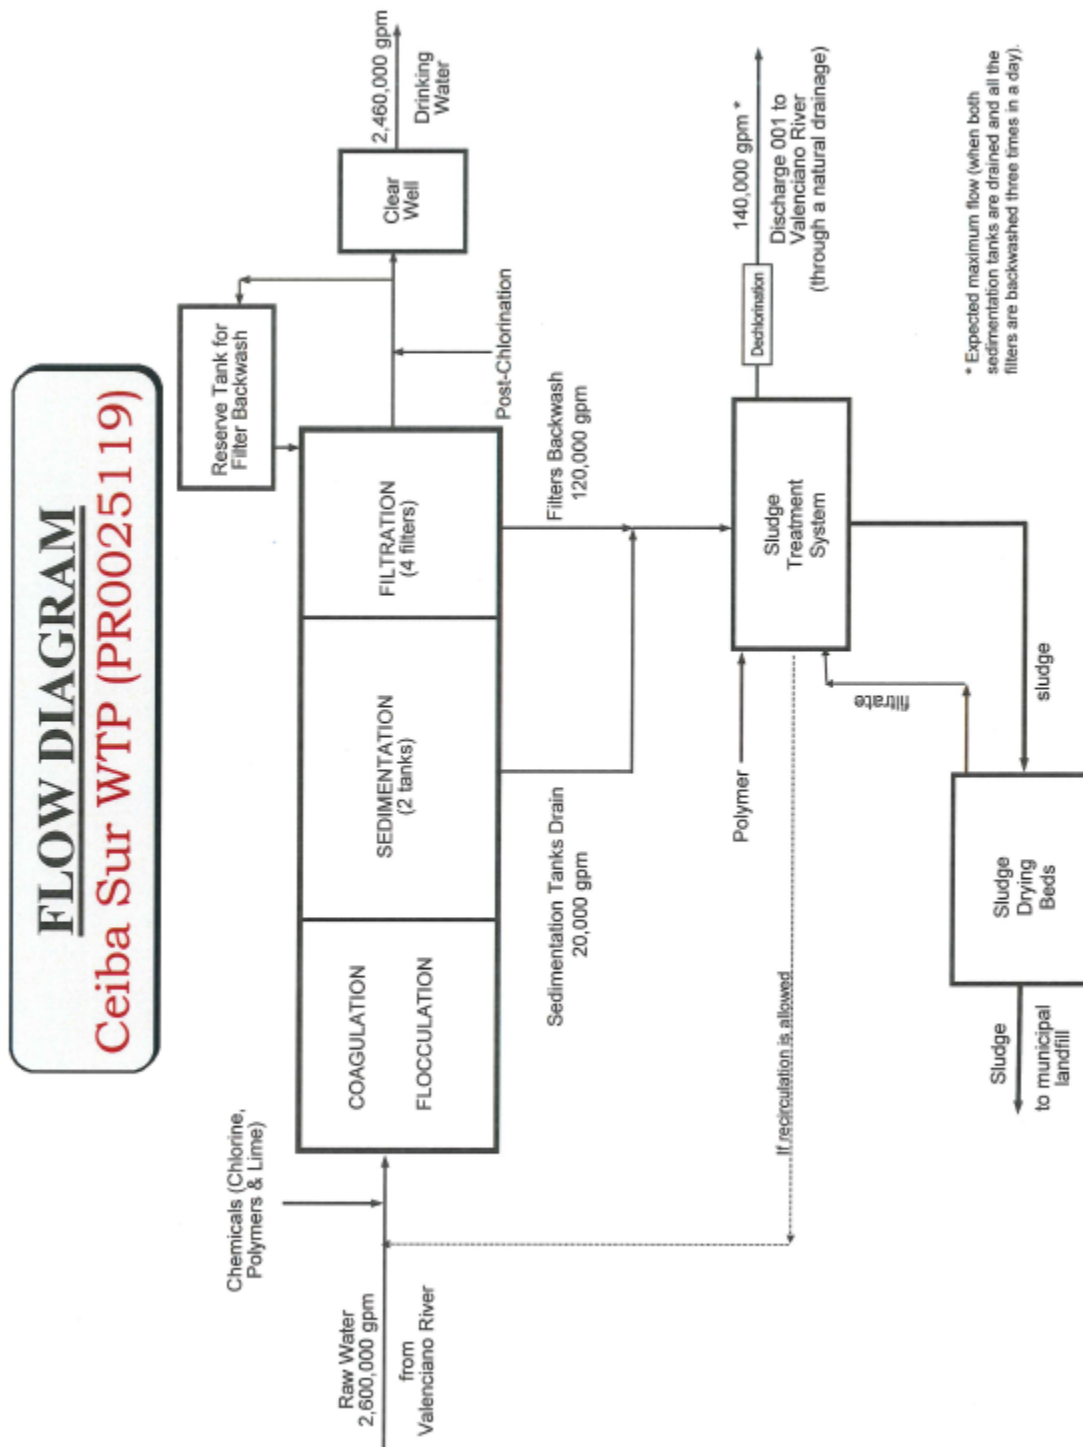 FLOW DIAGRAM
Ceiba Sur WTP (PR0025119)
Chemicals (Chlorine,
Polymers & Lime)
Raw Water
2,600,000 gpm
from
Valenciano River
COAGULATION
FLOCCULATION
SEDIMENTATION
(2 tanks)
FILTRATION
(4 filters)
Reserve Tank for
Filter Backwash
Post-Chlorination
Clear
Well
2,460,000 gpm
Drinking
Water
Sedimentation Tanks Drain
20,000 gpm
Filters Backwash
120,000 gpm
If recirculation is allowed
Polymer
Sludge
Treatment
System
Dechlorination
140,000 gpm *
Discharge 001 to
Valenciano River
(through a natural drainage)
filtrate
sludge
Sludge
Drying
Beds
Sludge
to municipal
landfill
* Expected maximum flow (when both
sedimentation tanks are drained and all the
filters are backwashed three times in a day).